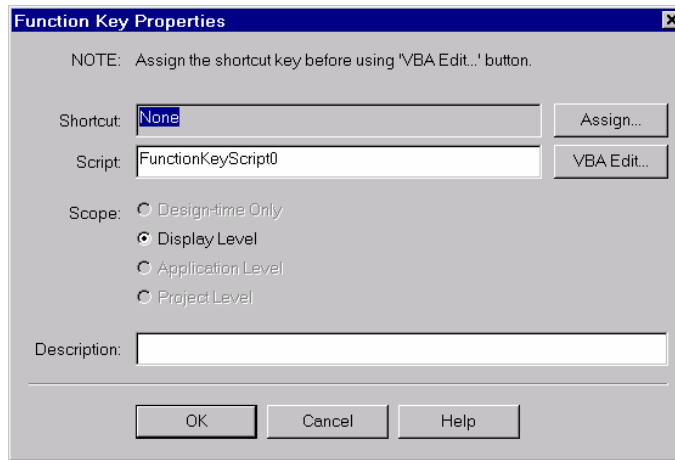 Function Key Properties
NOTE: Assign the shortcut key before using 'VBA Edit...' button.
Shortcut: None Assign...
Script: FunctionKeyScript0 VBA Edit...
Scope: Design-time Only
Display Level
Application Level
Project Level
Description:
OK Cancel Help